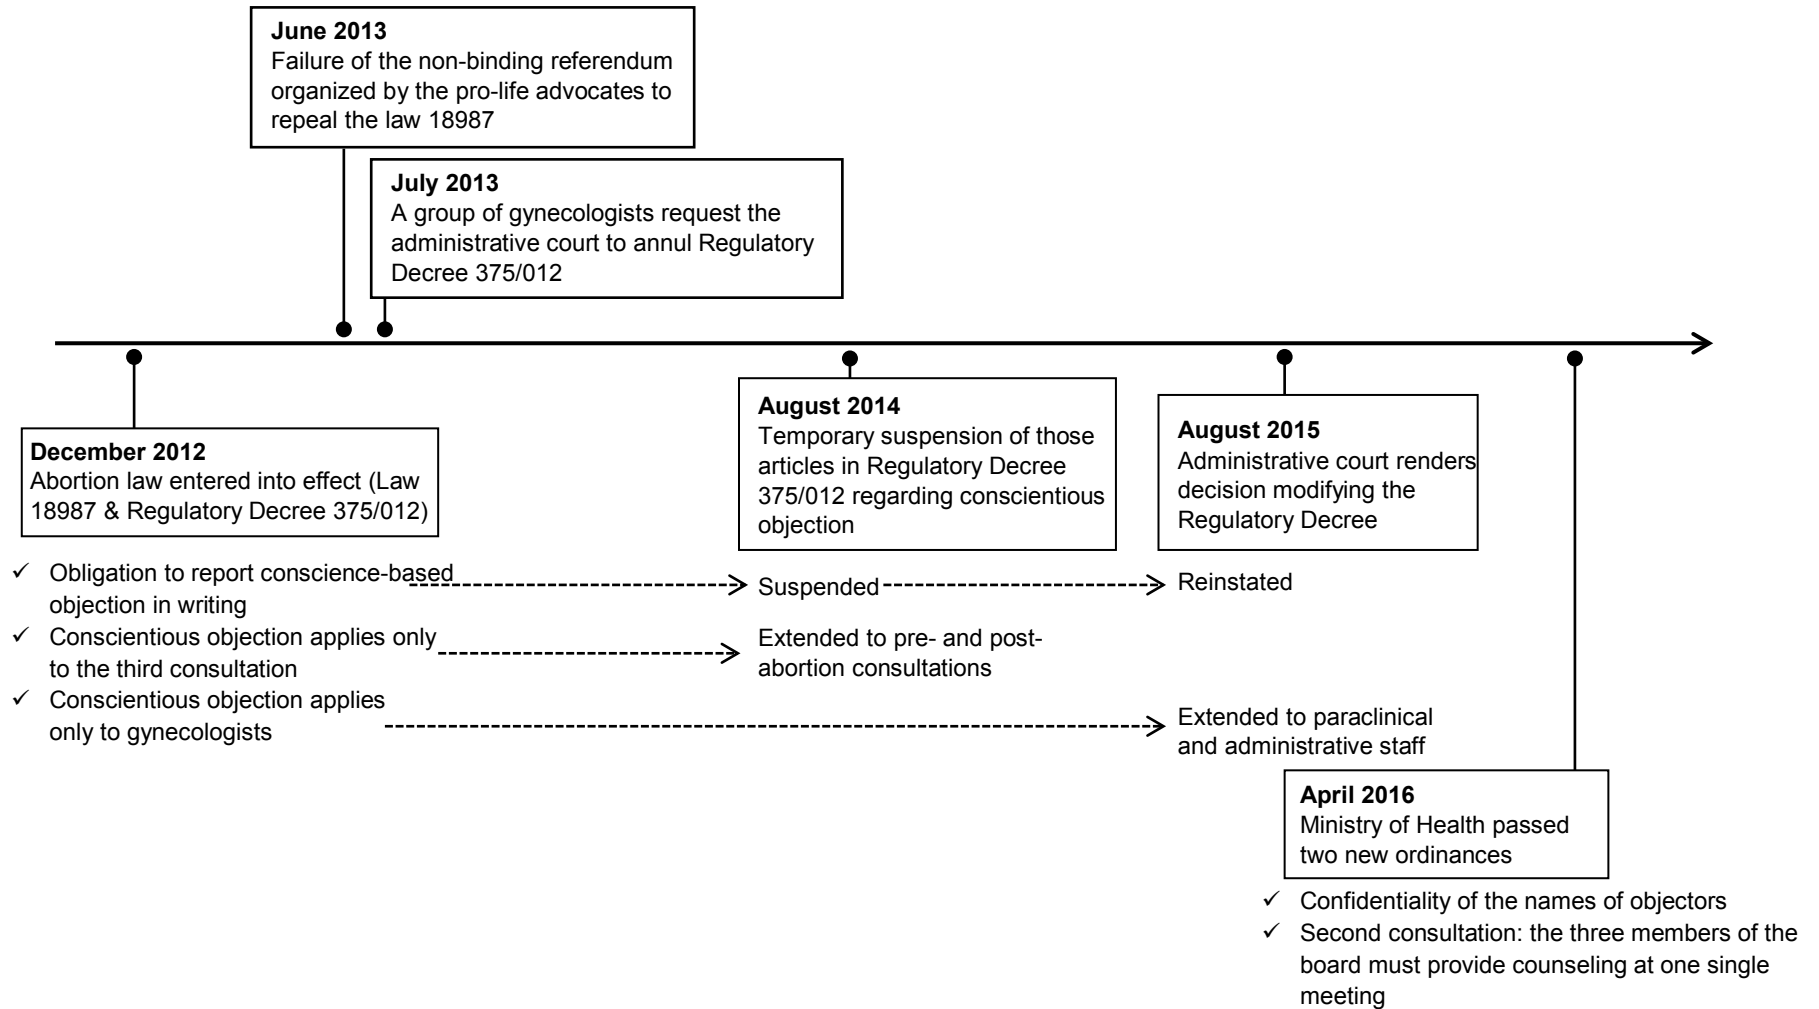 June 2013
Failure of the non-binding referendum
organized by the pro-life advocates to
repeal the law 18987
July 2013
A group of gynecologists request the
administrative court to annul Regulatory
Decree 375/012
December 2012
Abortion law entered into effect (Law
18987 & Regulatory Decree 375/012)
August 2014
Temporary suspension of those
articles in Regulatory Decree
375/012 regarding conscientious
objection
August 2015
Administrative court renders
decision modifying the
Regulatory Decree
✓ Obligation to report conscience-based
objection in writing
Suspended
Reinstated
✓ Conscientious objection applies only
to the third consultation
Extended to pre- and post-
abortion consultations
✓ Conscientious objection applies
only to gynecologists
Extended to paraclinical
and administrative staff
April 2016
Ministry of Health passed
two new ordinances
✓ Confidentiality of the names of objectors
✓ Second consultation: the three members of the
board must provide counseling at one single
meeting